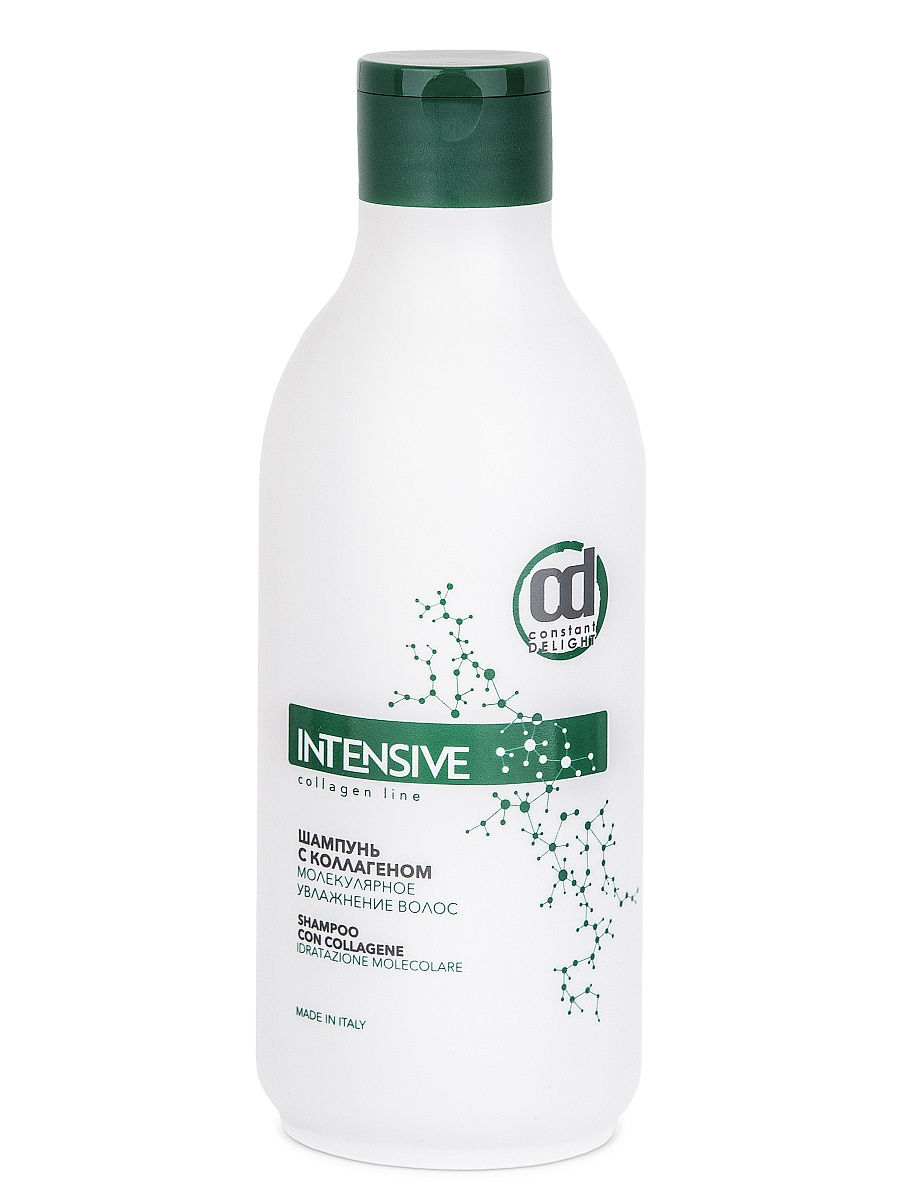 cd
constant
DELIGHT
INTENSIVE
collagen line
ШАМПУНЬ
С КОЛЛАГЕНОМ
МОЛЕКУЛЯРНОЕ
УВЛАЖНЕНИЕ ВОЛОС
SHAMPOO
CON COLLAGENE
IDRATAZIONE MOLECOLARE
MADE IN ITALY